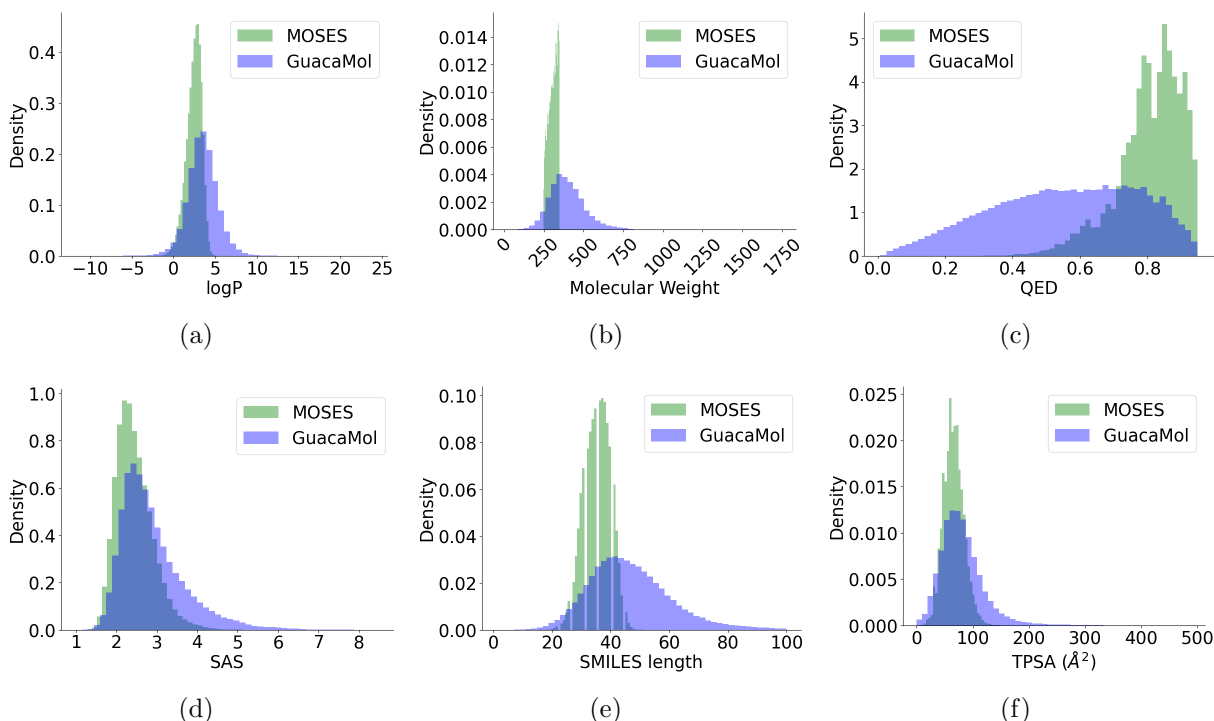 MOSES
GuacaMol
0.4
0.3
0.2
0.1
0.0
Density
−10 −5 0 5 10 15 20 25
logP
(a)
MOSES
GuacaMol
0.014
0.012
0.010
0.008
0.006
0.004
0.002
0.000
Density
0 250 500 750 1000 1250 1500 1750
Molecular Weight
(b)
MOSES
GuacaMol
5
4
3
2
1
0
Density
0.0 0.2 0.4 0.6 0.8
QED
(c)
MOSES
GuacaMol
1.0
0.8
0.6
0.4
0.2
0.0
Density
1 2 3 4 5 6 7 8
SAS
(d)
MOSES
GuacaMol
0.10
0.08
0.06
0.04
0.02
0.00
Density
0 20 40 60 80 100
SMILES length
(e)
MOSES
GuacaMol
0.025
0.020
0.015
0.010
0.005
0.000
Density
0 100 200 300 400 500
TPSA (Å²)
(f)